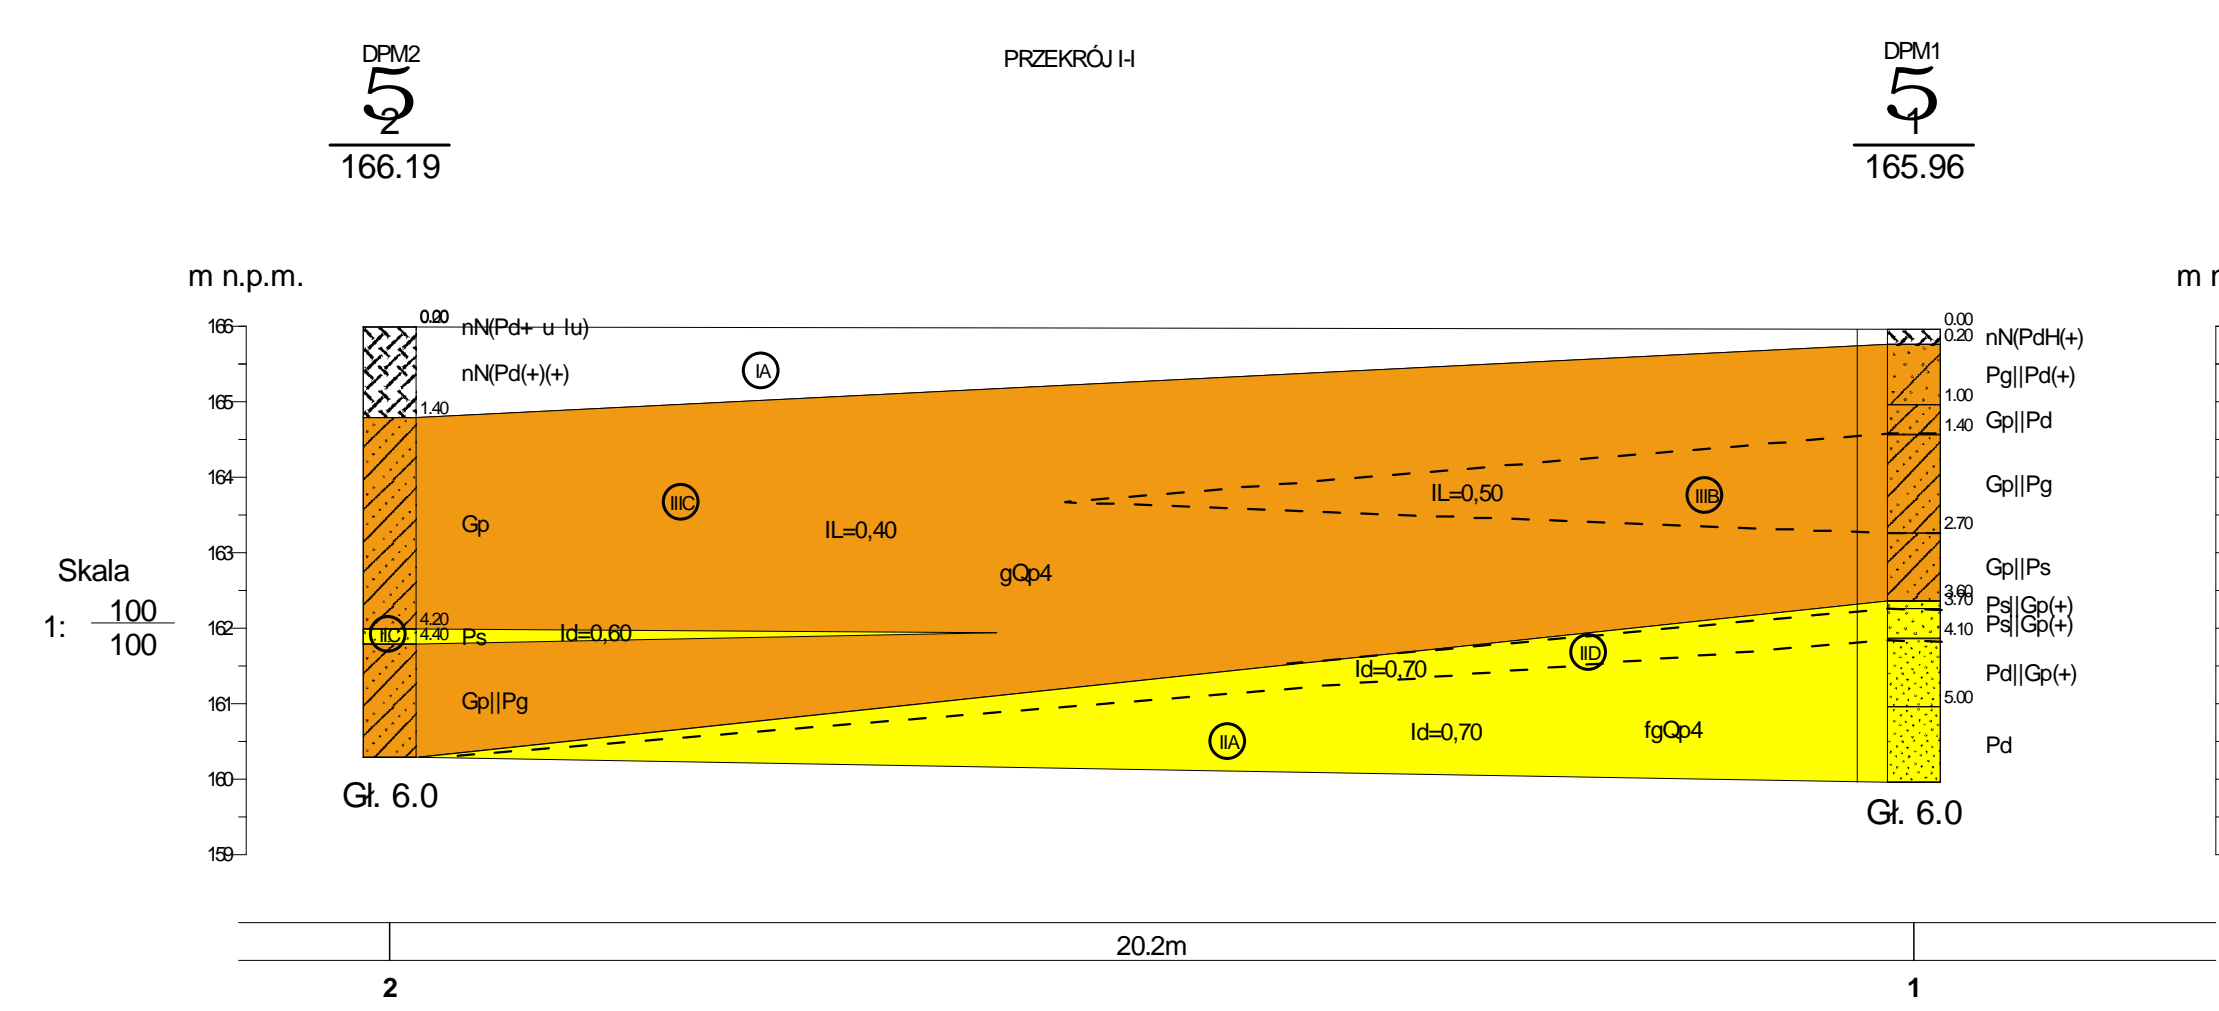 DPM2
PRZEKRÓJ I-I
DPM1
5
2
166.19
5
1
165.96
m n.p.m.
166
165
164
163
162
161
160
159
Skala
1: 100
100
0.00
0.20
1.40
4.20
4.40
nN(Pd+ u lu)
nN(Pd(+)(+)
IA
Gp
IIIC
IL=0,40
gQp4
IL=0,50
IIIB
IIC
Ps
Id=0,60
Gp||Pg
Id=0,70
IID
IIA
Id=0,70
fgQp4
0.00
0.20
1.00
1.40
2.70
3.60
3.70
4.10
5.00
nN(PdH(+)
Pg||Pd(+)
Gp||Pd
Gp||Pg
Gp||Ps
Ps||Gp(+)
Ps||Gp(+)
Pd||Gp(+)
Pd
Gł. 6.0
Gł. 6.0
20.2m
2
1